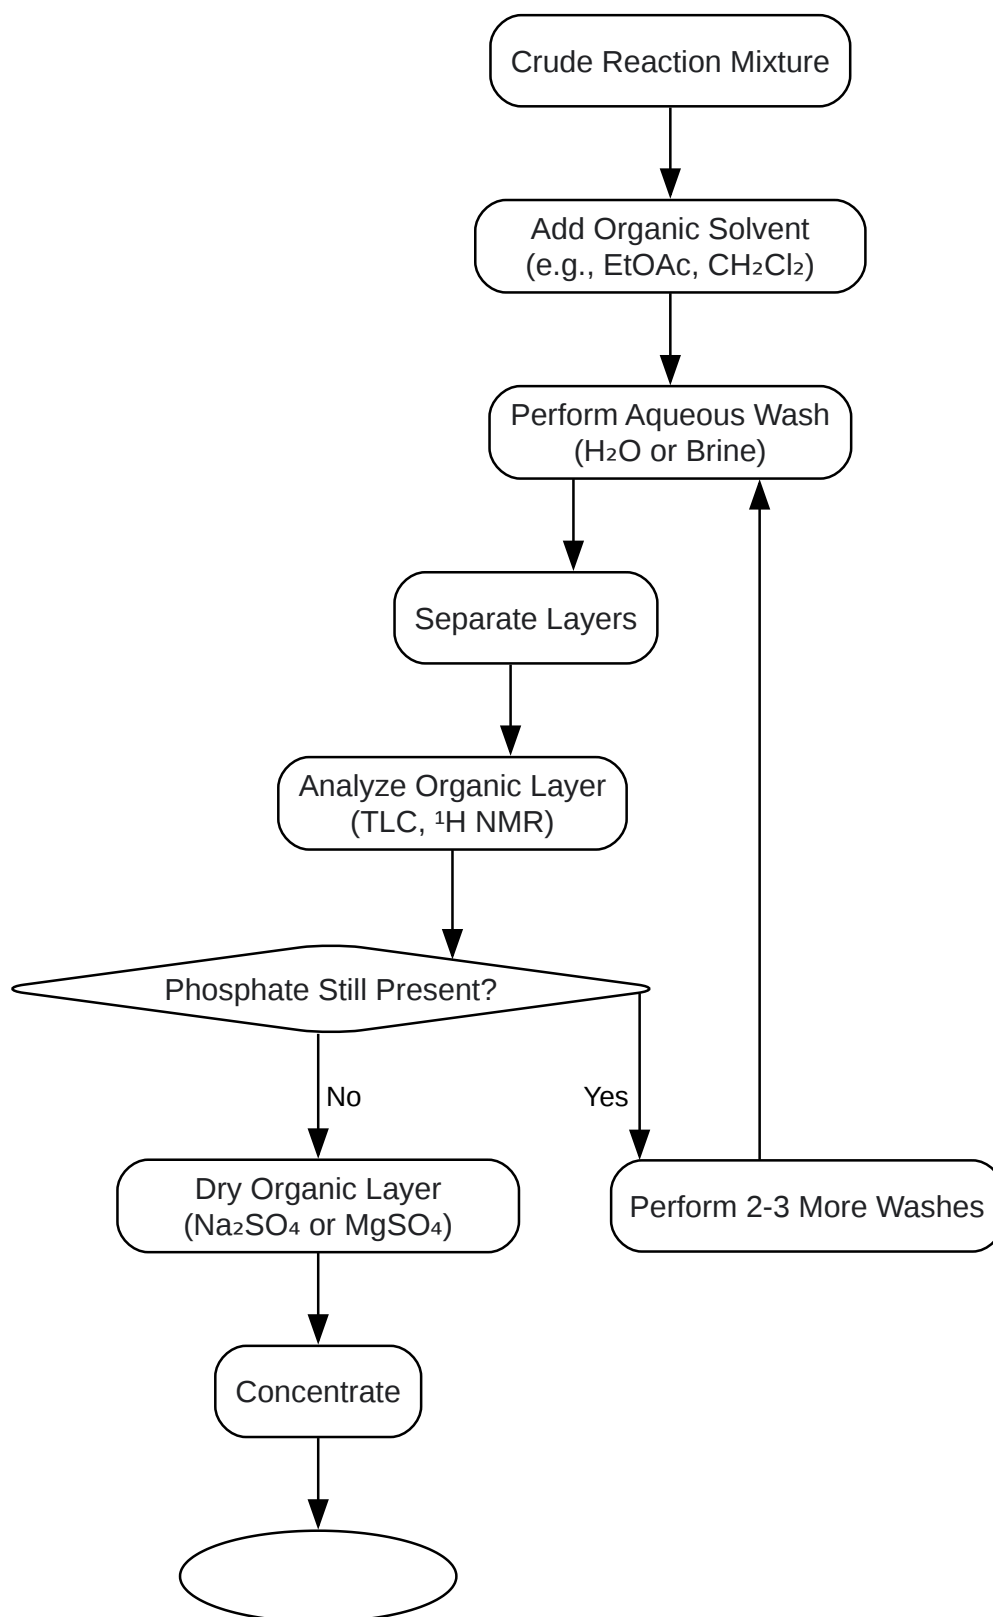 Crude Reaction Mixture
Add Organic Solvent
(e.g., EtOAc, CH₂Cl₂)
Perform Aqueous Wash
(H₂O or Brine)
Separate Layers
Analyze Organic Layer
(TLC, ¹H NMR)
Phosphate Still Present?
No
Yes
Dry Organic Layer
(Na₂SO₄ or MgSO₄)
Perform 2-3 More Washes
Concentrate